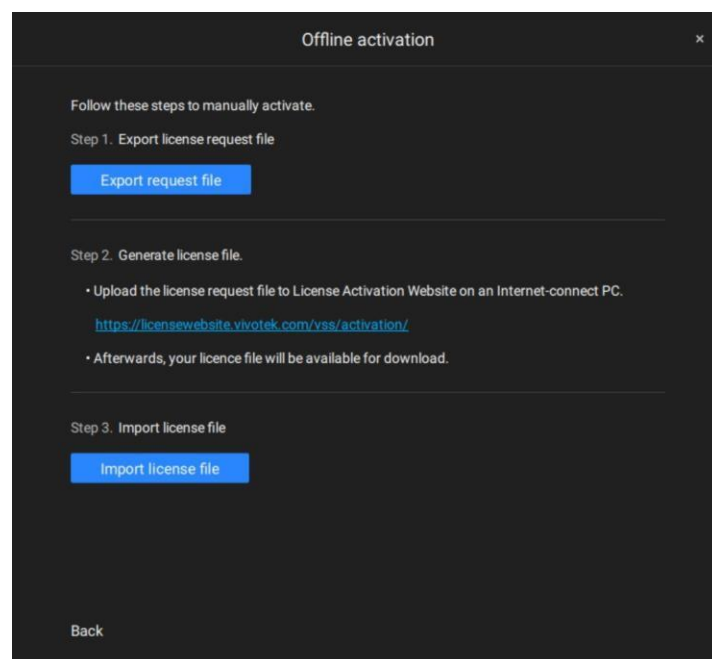 Offline activation
×
Follow these steps to manually activate.
Step 1. Export license request file
Export request file
Step 2. Generate license file.
• Upload the license request file to License Activation Website on an Internet-connect PC.
https://licensewebsite.vivotek.com/vss/activation/
• Afterwards, your licence file will be available for download.
Step 3. Import license file
Import license file
Back